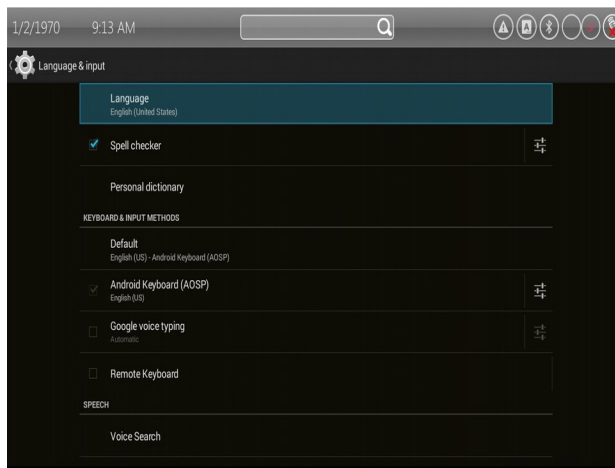 1/2/1970 9:13 AM
A
Language & input
Language
English (United States)
Spell checker
Personal dictionary
KEYBOARD & INPUT METHODS
Default
English (US) - Android Keyboard (AOSP)
Android Keyboard (AOSP)
English (US)
Google voice typing
Automatic
Remote Keyboard
SPEECH
Voice Search